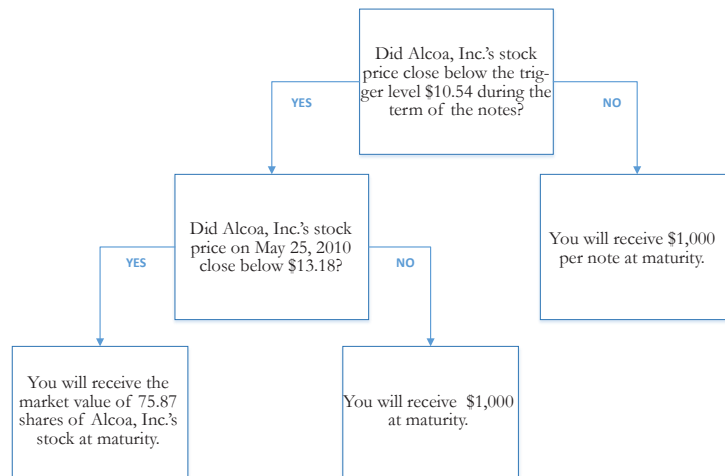 Did Alcoa, Inc.'s stock
price close below the trig-
ger level $10.54 during the
term of the notes?
YES
NO
Did Alcoa, Inc.'s stock
price on May 25, 2010
close below $13.18?
You will receive $1,000
per note at maturity.
YES
NO
You will receive the
market value of 75.87
shares of Alcoa, Inc.'s
stock at maturity.
You will receive $1,000
at maturity.